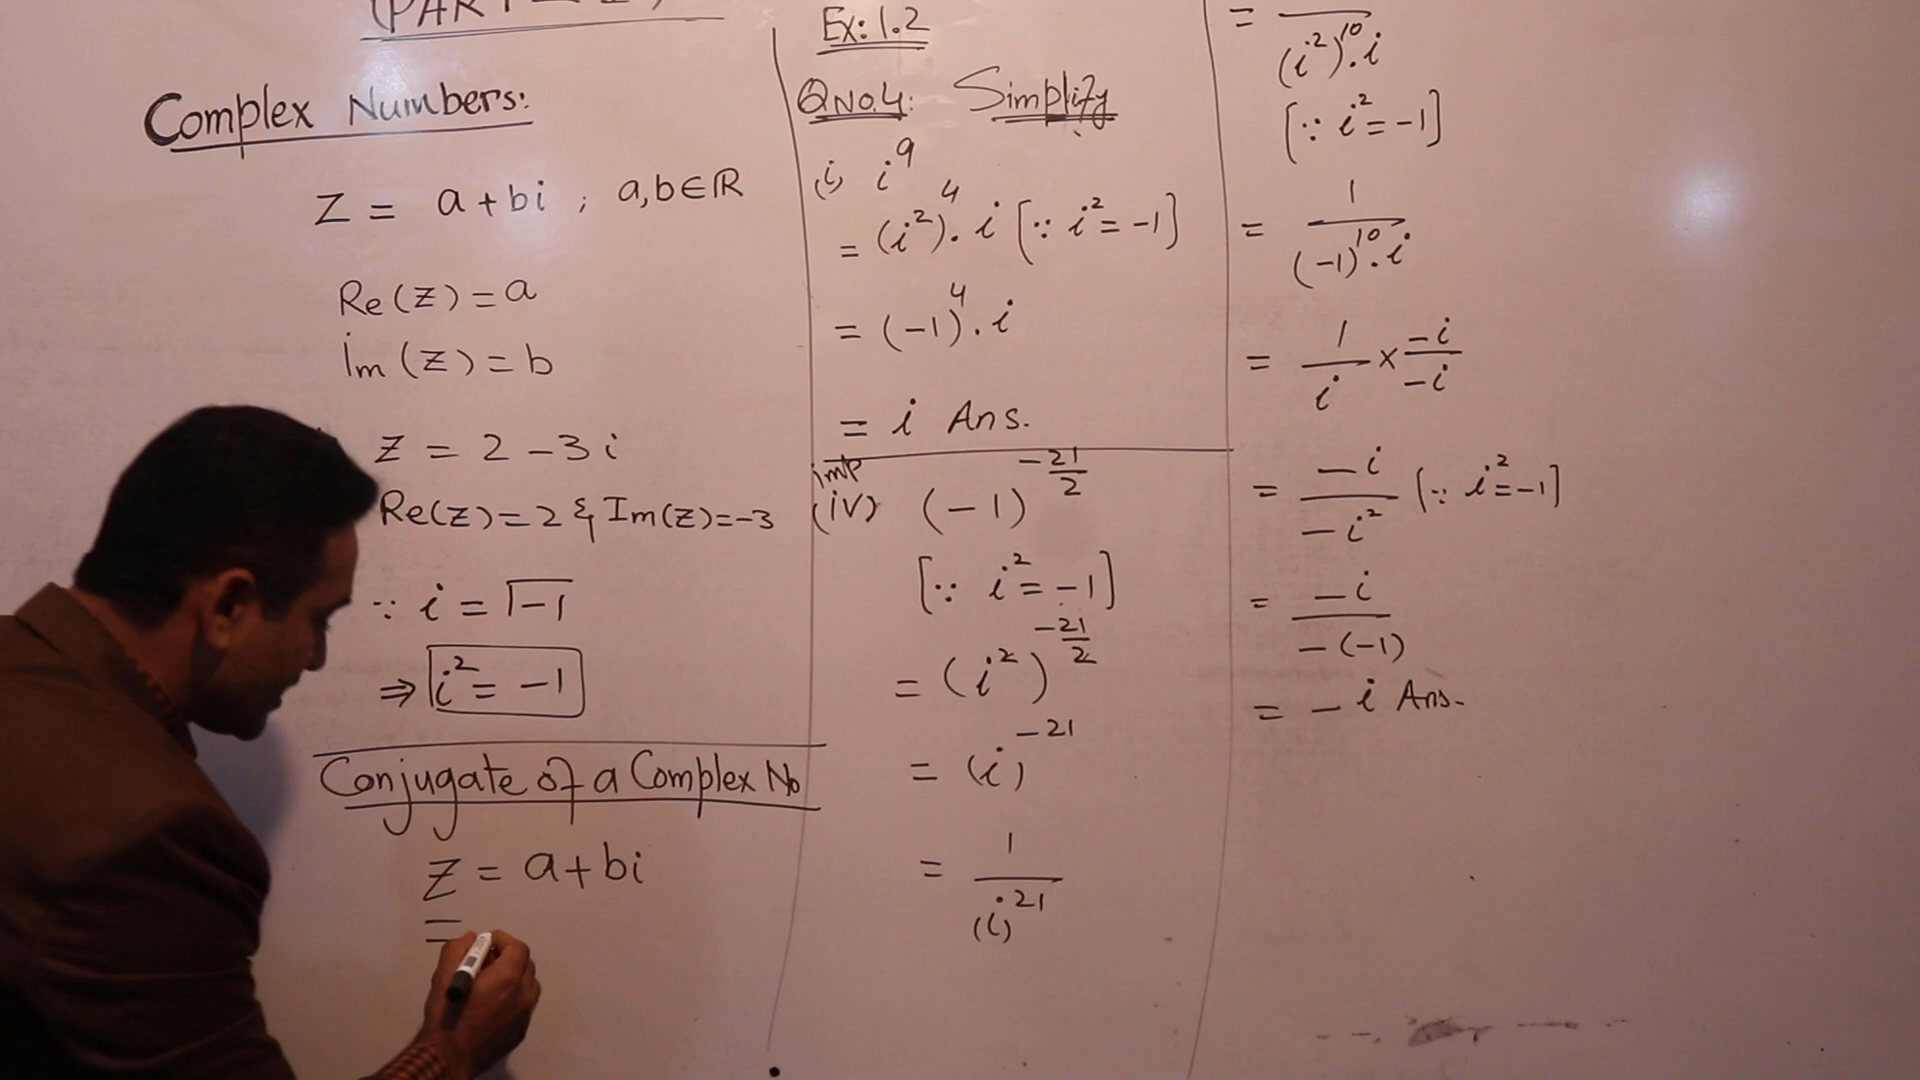 Complex Numbers:
Z = a+bi ; a,b∈ℝ
Re(Z)=a
Im(Z)=b
Z = 2-3i
Re(Z)=2 & Im(Z)=-3
∵ i = √-1
⇒ i² = -1
Conjugate of a Complex No
Z = a+bi
Ex: 1.2
QNo.4: Simplify
(i) i⁹
= (i²)⁴. i [∵ i² = -1]
= (-1)⁴. i
= i Ans.
imp
(iv) (-1)^(-21/2)
[∵ i² = -1]
= (i²)^(-21/2)
= (i)⁻²¹
= 1/(i)²¹
= /(i²)¹⁰.i
[∵ i² = -1]
= 1/(-1)¹⁰.i
= 1/i × -i/-i
= -i/-i² [∵ i² = -1]
= -i/-(-1)
= -i Ans.